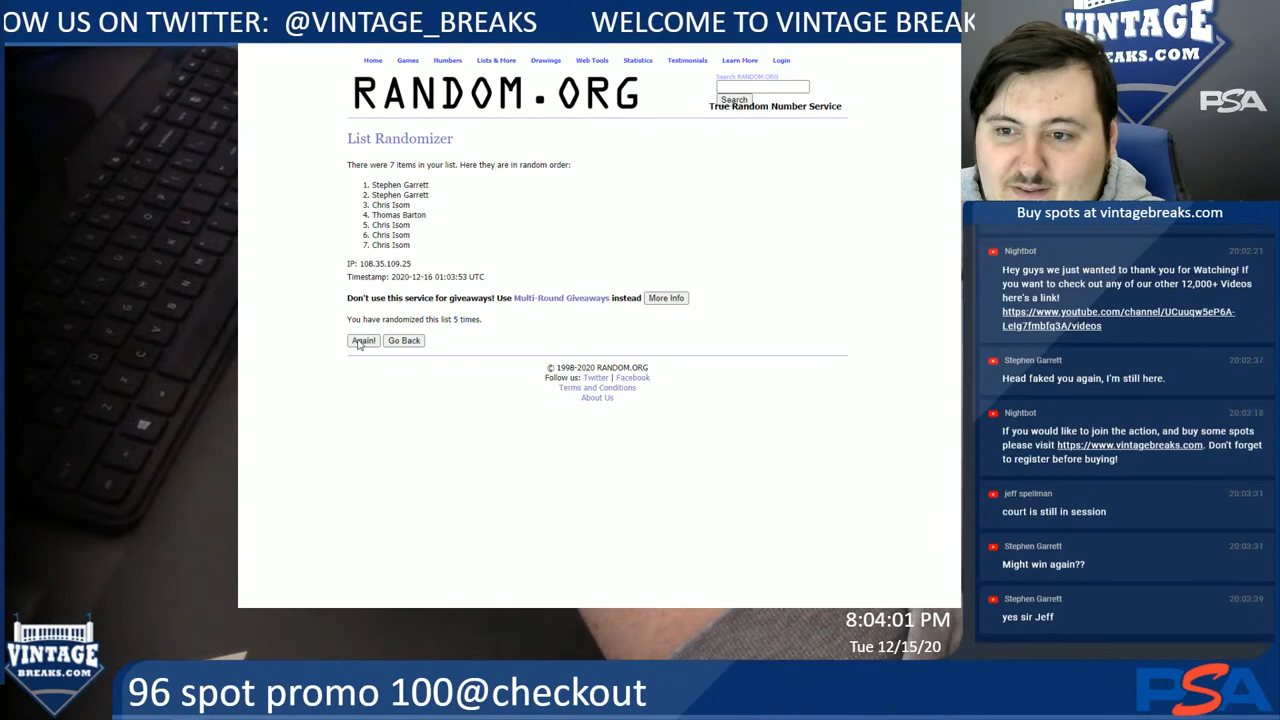 OW US ON TWITTER: @VINTAGE_BREAKS WELCOME TO VINTAGE BREAK
VINTAGE
BREAKS.COM
PSA
Home Games Numbers Lists & More Drawings Web Tools Statistics Testimonials Learn More Login
RANDOM.ORG
Search RANDOM.ORG
Search
True Random Number Service
List Randomizer
There were 7 items in your list. Here they are in random order:
1. Stephen Garrett
2. Stephen Garrett
3. Chris Isom
4. Thomas Barton
5. Chris Isom
6. Chris Isom
7. Chris Isom
IP: 108.35.109.25
Timestamp: 2020-12-16 01:03:53 UTC
Don't use this service for giveaways! Use Multi-Round Giveaways instead More Info
You have randomized this list 5 times.
Again! Go Back
© 1998-2020 RANDOM.ORG
Follow us: Twitter | Facebook
Terms and Conditions
About Us
Buy spots at vintagebreaks.com
Nightbot 20:02:21
Hey guys we just wanted to thank you for Watching! If
you want to check out any of our other 12,000+ Videos
here's a link!
https://www.youtube.com/channel/UCuuqw5eP6A-
LeIg7fmbfq3A/videos
Stephen Garrett 20:02:37
Head faked you again, I'm still here.
Nightbot 20:03:18
If you would like to join the action, and buy some spots
please visit https://www.vintagebreaks.com. Don't forget
to register before buying!
jeff spellman 20:03:31
court is still in session
Stephen Garrett 20:03:31
Might win again??
Stephen Garrett 20:03:39
yes sir Jeff
8:04:01 PM
Tue 12/15/20
VINTAGE
BREAKS.COM
96 spot promo 100@checkout
PSA